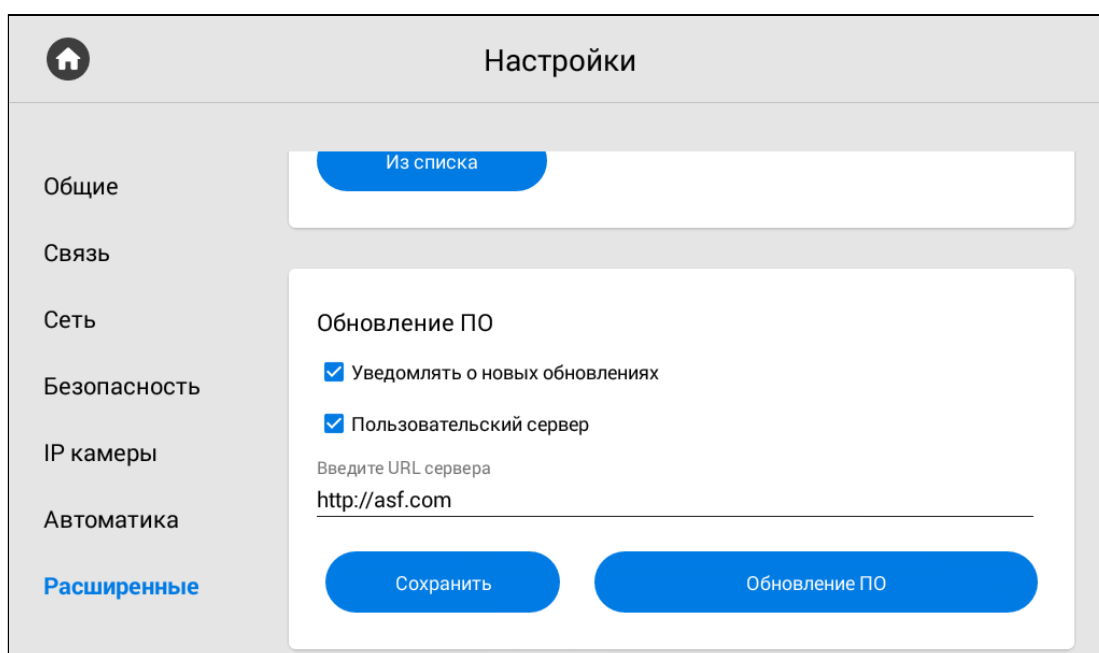 Настройки
Общие
Связь
Сеть
Безопасность
IP камеры
Автоматика
Расширенные
Из списка
Обновление ПО
Уведомлять о новых обновлениях
Пользовательский сервер
Введите URL сервера
http://asf.com
Сохранить
Обновление ПО